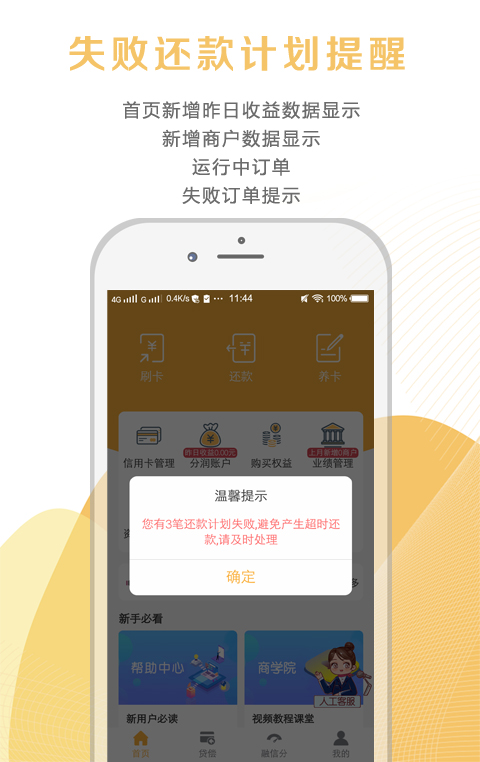 失败还款计划提醒
首页新增昨日收益数据显示
新增商户数据显示
运行中订单
失败订单提示
4G G 0.4K/s ••• 11:44 100%
刷卡 还款 养卡
昨日收益0.00元 上月新增0商户
信用卡管理 分润账户 购买权益 业绩管理
温馨提示
您有3笔还款计划失败,避免产生超时还
款,请及时处理
确定
多
新手必看
帮助中心 商学院
人工客服
新用户必读 视频教程课堂
首页 贷偕 融信分 我的